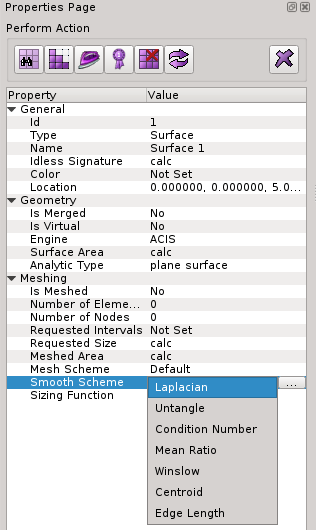 Properties Page
Perform Action
Property Value
General
Id 1
Type Surface
Name Surface 1
Idless Signature calc
Color Not Set
Location 0.000000, 0.000000, 5.0...
Geometry
Is Merged No
Is Virtual No
Engine ACIS
Surface Area calc
Analytic Type plane surface
Meshing
Is Meshed No
Number of Eleme... 0
Number of Nodes 0
Requested Intervals Not Set
Requested Size calc
Meshed Area calc
Mesh Scheme Default
Smooth Scheme ...
Sizing Function
Laplacian
Untangle
Condition Number
Mean Ratio
Winslow
Centroid
Edge Length